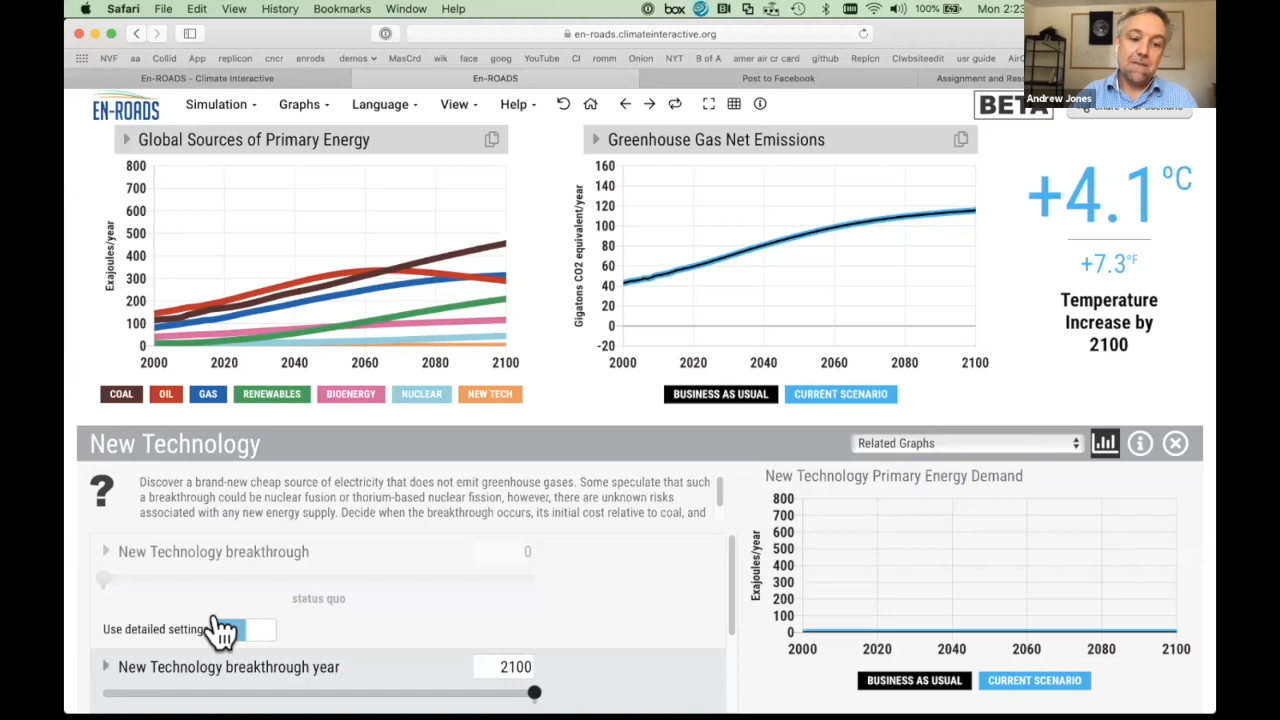 Safari File Edit View History Bookmarks Window Help box 100% Mon 2:23
en-roads.climateinteractive.org
NVF aa Collid App replicon cncr enrods demos MasCrd wik face goog YouTube CI romm Onion NYT B of A amer air cr card github Replcn Clwbsiteedit usr guide
En-ROADS - Climate Interactive En-ROADS Post to Facebook Assignment and
Andrew Jones
EN-ROADS Simulation Graphs Language View Help BETA
Global Sources of Primary Energy
Exajoules/year
800
700
600
500
400
300
200
100
0
2000 2020 2040 2060 2080 2100
COAL OIL GAS RENEWABLES BIOENERGY NUCLEAR NEW TECH
Greenhouse Gas Net Emissions
Gigatons CO2 equivalent/year
160
140
120
100
80
60
40
20
0
-20
2000 2020 2040 2060 2080 2100
BUSINESS AS USUAL CURRENT SCENARIO
+4.1 ºC
+7.3°F
Temperature
Increase by
2100
New Technology Related Graphs
? Discover a brand-new cheap source of electricity that does not emit greenhouse gases. Some speculate that such
a breakthrough could be nuclear fusion or thorium-based nuclear fission, however, there are unknown risks
associated with any new energy supply. Decide when the breakthrough occurs, its initial cost relative to coal, and
New Technology breakthrough 0
status quo
Use detailed setting
New Technology breakthrough year 2100
New Technology Primary Energy Demand
Exajoules/year
800
700
600
500
400
300
200
100
0
2000 2020 2040 2060 2080 2100
BUSINESS AS USUAL CURRENT SCENARIO